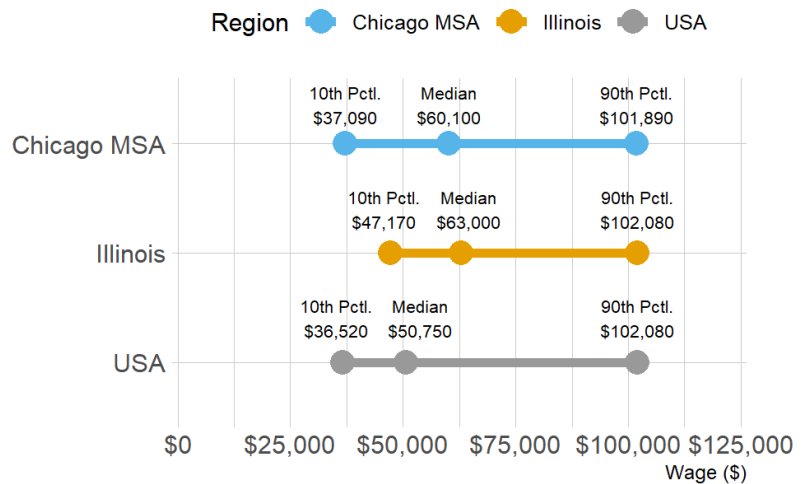 Region Chicago MSA Illinois USA
10th Pctl. Median 90th Pctl.
$37,090 $60,100 $101,890
Chicago MSA
10th Pctl. Median 90th Pctl.
$47,170 $63,000 $102,080
Illinois
10th Pctl. Median 90th Pctl.
$36,520 $50,750 $102,080
USA
$0 $25,000 $50,000 $75,000 $100,000 $125,000
Wage ($)